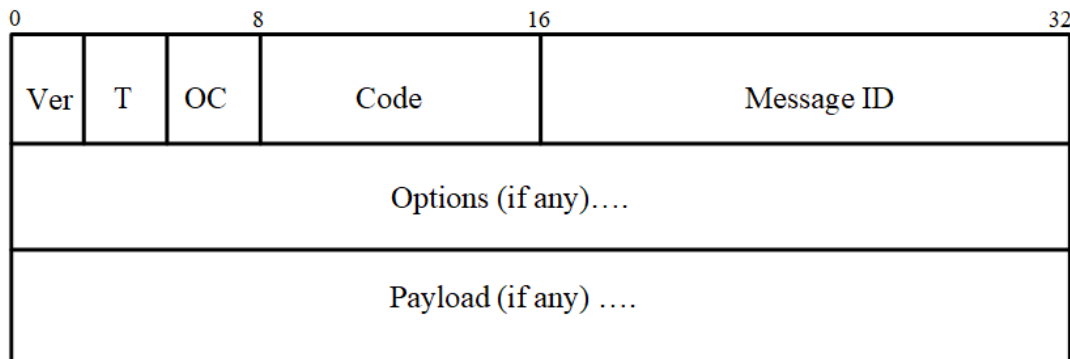 0 8 16 32
Ver T OC Code Message ID
Options (if any)....
Payload (if any) ....